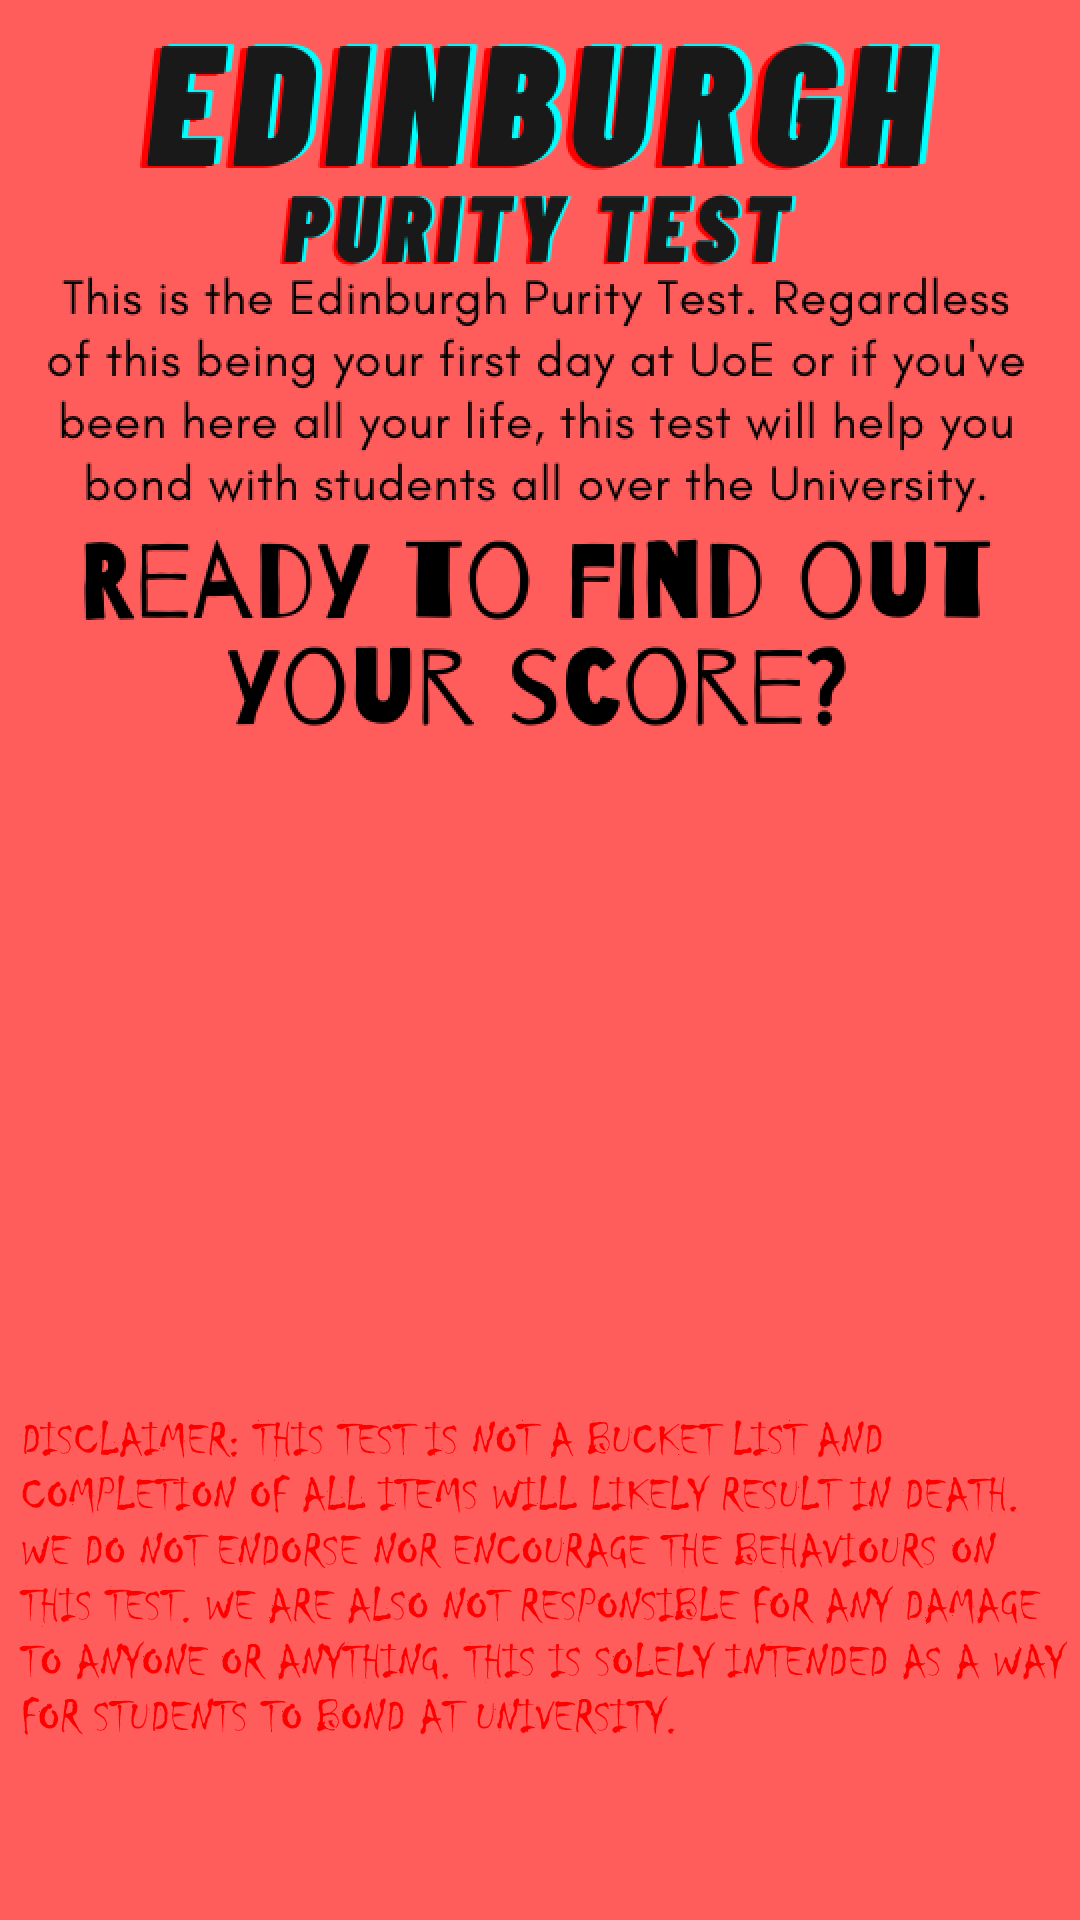 EDINBURGH
PURITY TEST
This is the Edinburgh Purity Test. Regardless
of this being your first day at UoE or if you've
been here all your life, this test will help you
bond with students all over the University.
READY TO FIND OUT
YOUR SCORE?
DISCLAIMER: THIS TEST IS NOT A BUCKET LIST AND
COMPLETION OF ALL ITEMS WILL LIKELY RESULT IN DEATH.
WE DO NOT ENDORSE NOR ENCOURAGE THE BEHAVIOURS ON
THIS TEST. WE ARE ALSO NOT RESPONSIBLE FOR ANY DAMAGE
TO ANYONE OR ANYTHING. THIS IS SOLELY INTENDED AS A WAY
FOR STUDENTS TO BOND AT UNIVERSITY.